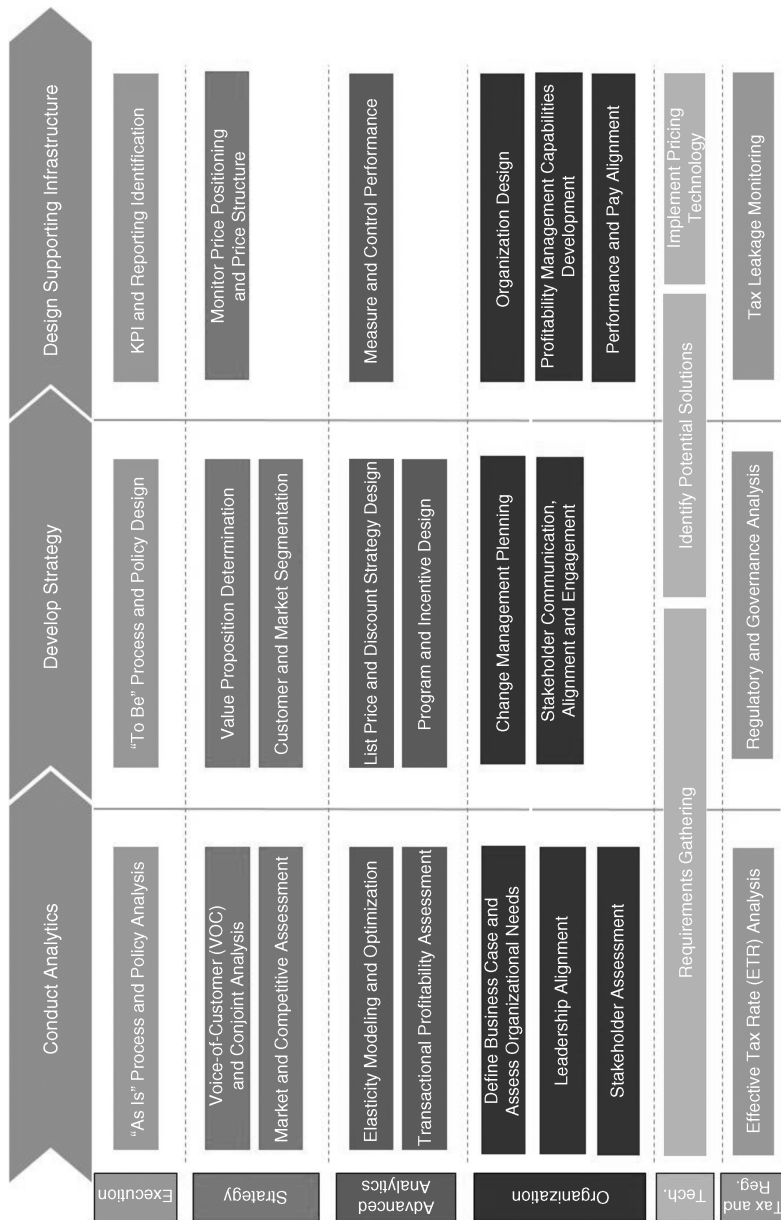 Conduct Analytics
Develop Strategy
Design Supporting Infrastructure
Execution
“As Is” Process and Policy Analysis
“To Be” Process and Policy Design
KPI and Reporting Identification
Strategy
Voice-of-Customer (VOC)
and Conjoint Analysis
Market and Competitive Assessment
Value Proposition Determination
Customer and Market Segmentation
Monitor Price Positioning
and Price Structure
Advanced
Analytics
Elasticity Modeling and Optimization
Transactional Profitability Assessment
List Price and Discount Strategy Design
Program and Incentive Design
Measure and Control Performance
Organization
Define Business Case and
Assess Organizational Needs
Leadership Alignment
Stakeholder Assessment
Change Management Planning
Stakeholder Communication,
Alignment and Engagement
Organization Design
Profitability Management Capabilities
Development
Performance and Pay Alignment
Tech.
Requirements Gathering
Identify Potential Solutions
Implement Pricing
Technology
Tax and
Reg.
Effective Tax Rate (ETR) Analysis
Regulatory and Governance Analysis
Tax Leakage Monitoring